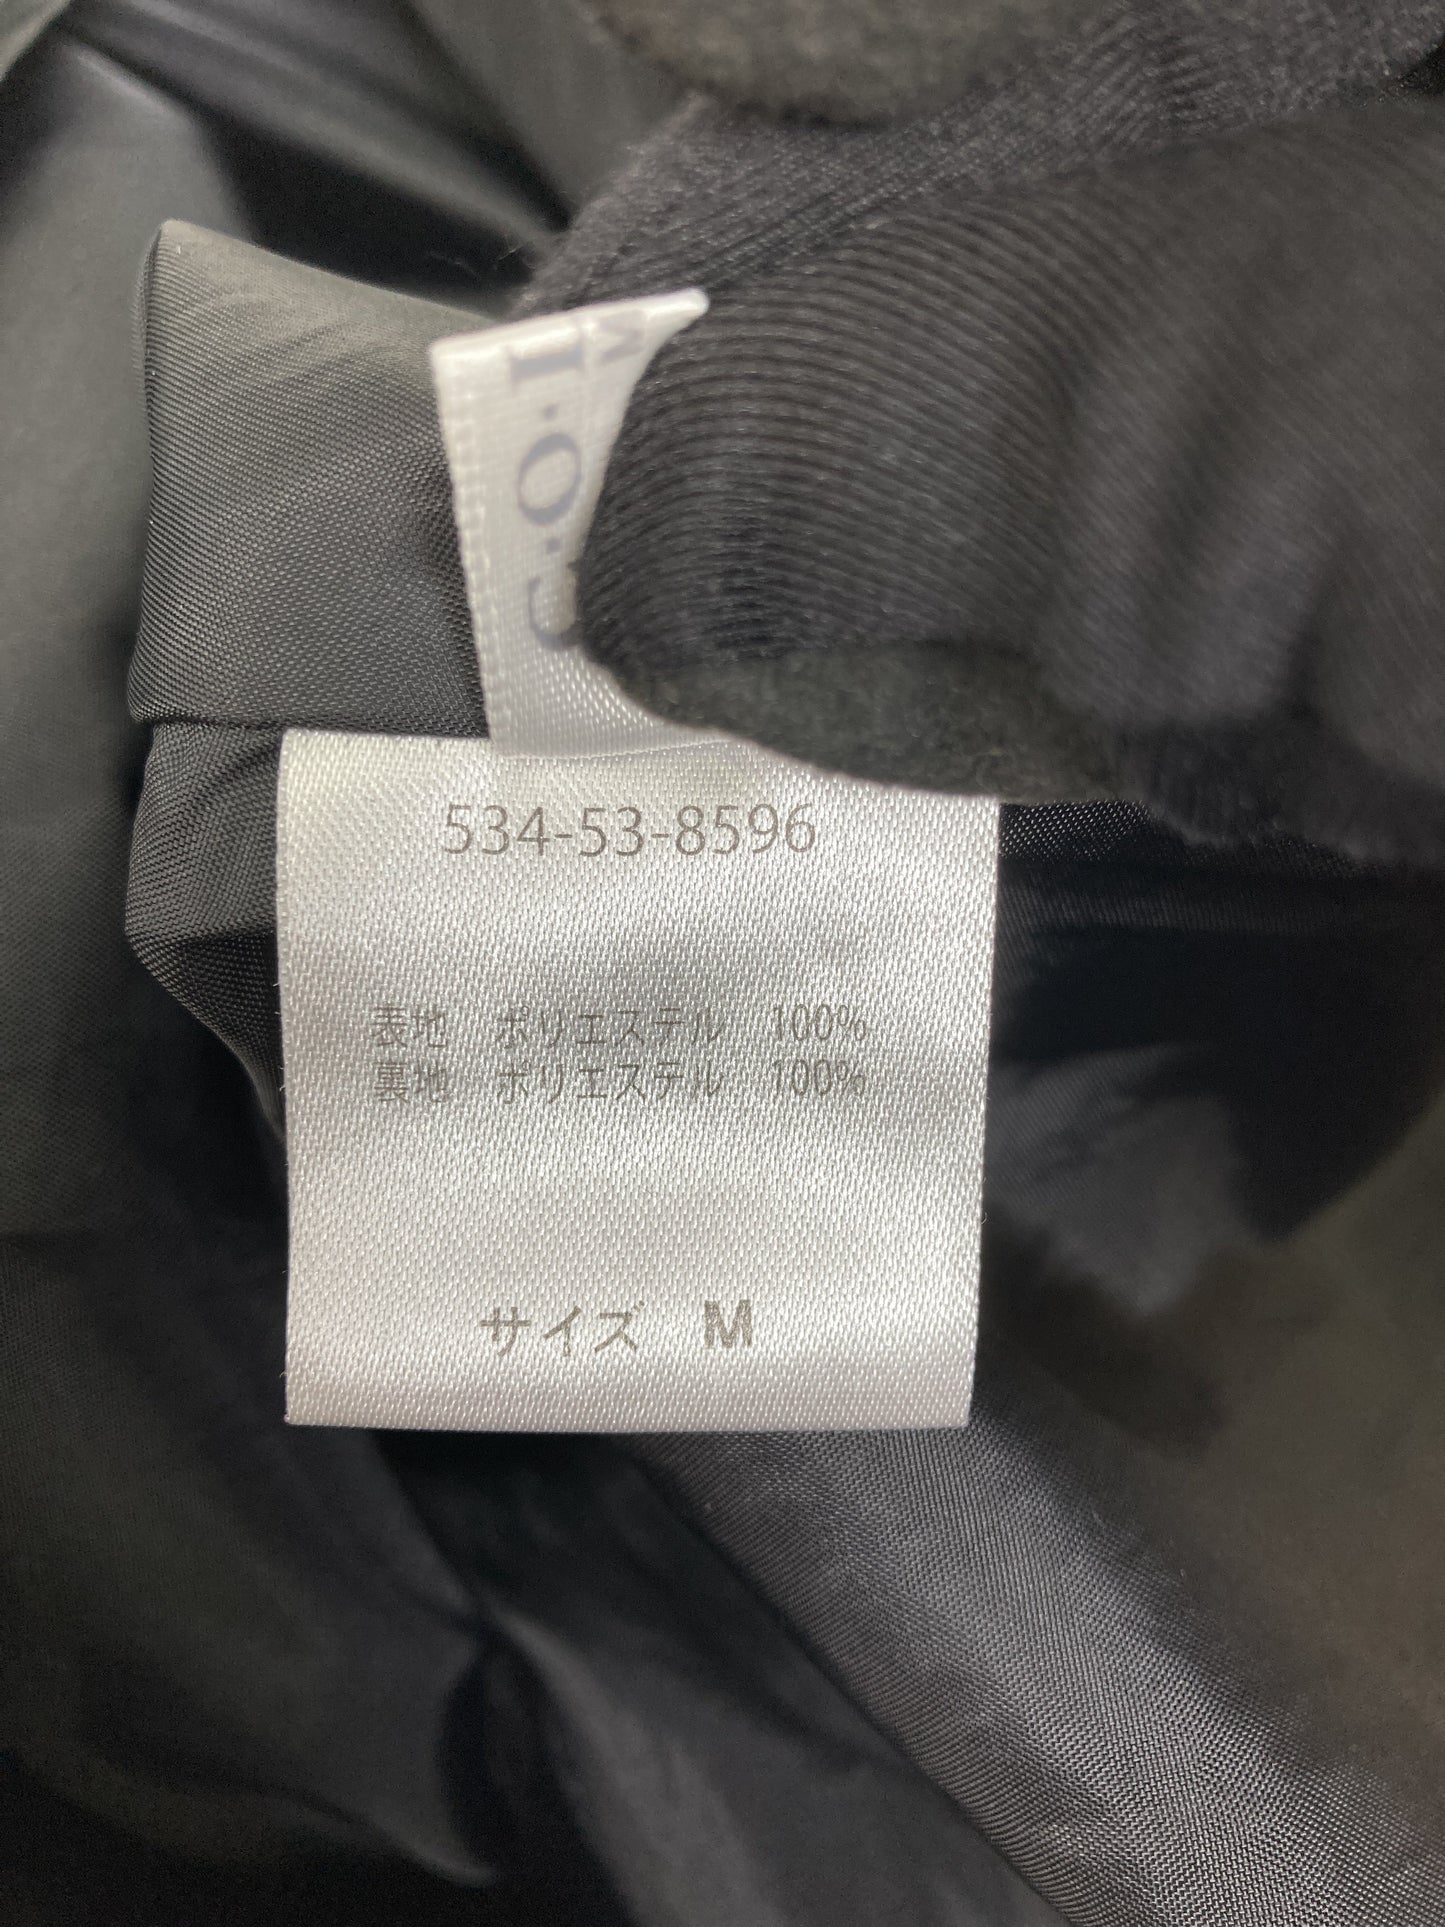 C.O.L
M
534-53-8596
表地 ポリエステル 100%
裏地 ポリエステル 100%
サイズ M